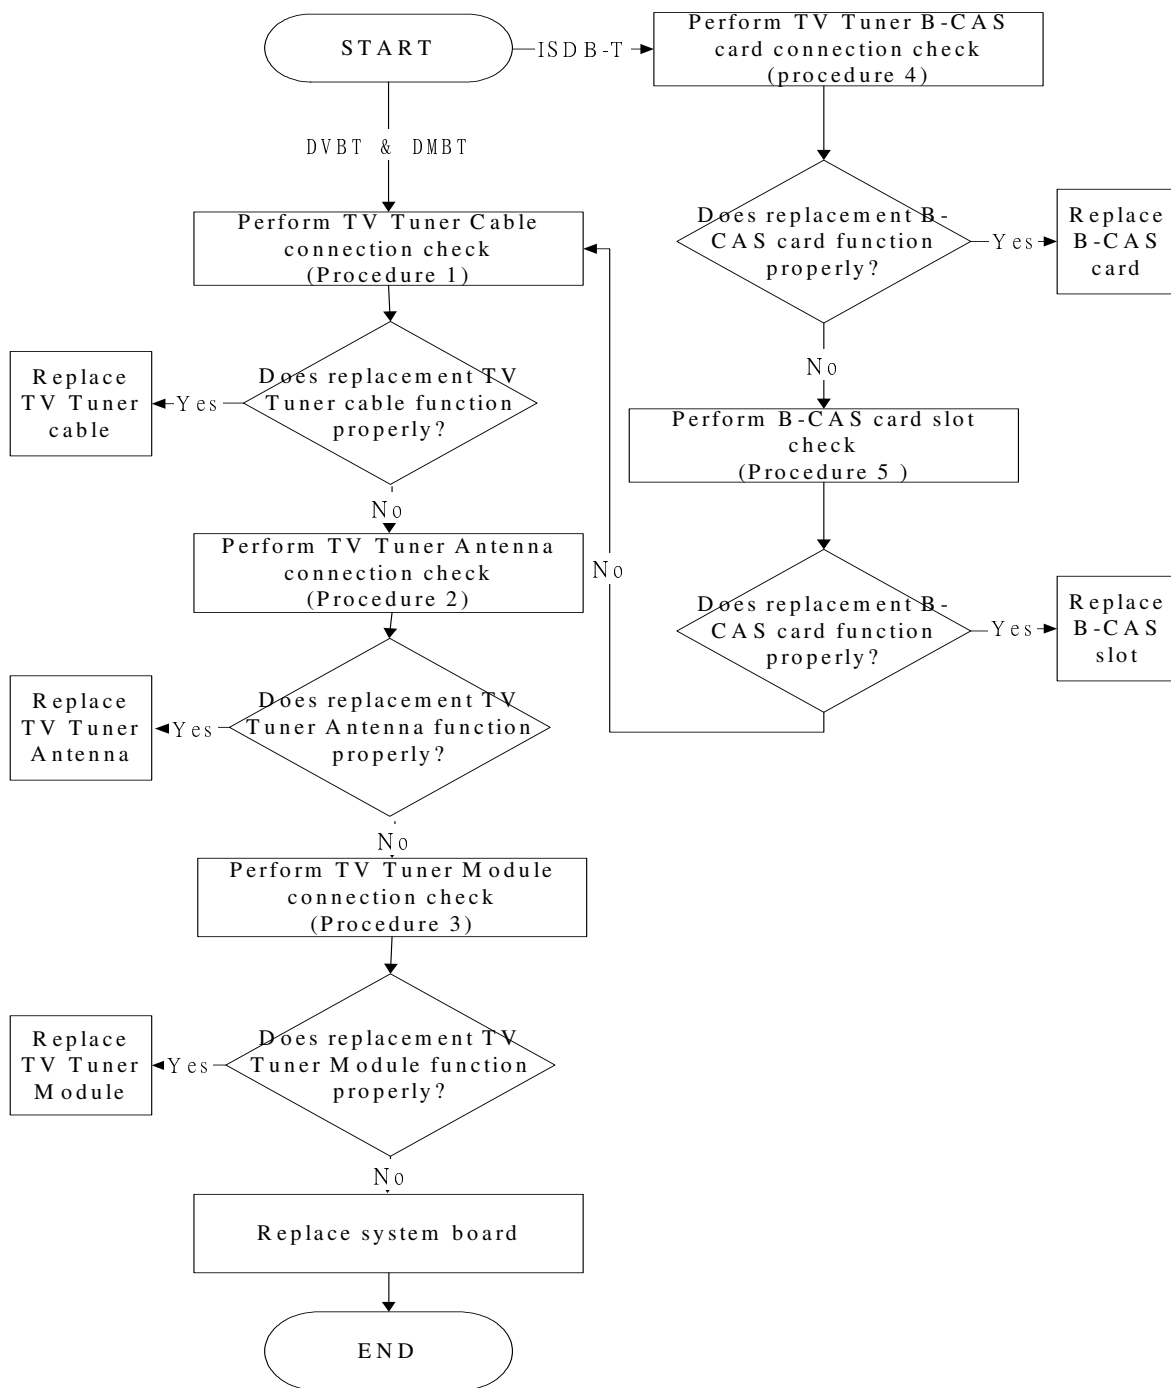 START
ISDB-T
Perform TV Tuner B-CAS
card connection check
(procedure 4)
DVBT & DMBT
Does replacement B-
CAS card function
properly?
Yes
Replace
B-CAS
card
Perform TV Tuner Cable
connection check
(Procedure 1)
No
Replace
TV Tuner
cable
Yes
Does replacement TV
Tuner cable function
properly?
Perform B-CAS card slot
check
(Procedure 5 )
No
Perform TV Tuner Antenna
connection check
(Procedure 2)
No
Does replacement B-
CAS card function
properly?
Yes
Replace
B-CAS
slot
Replace
TV Tuner
Antenna
Yes
Does replacement TV
Tuner Antenna function
properly?
No
Perform TV Tuner Module
connection check
(Procedure 3)
Replace
TV Tuner
Module
Yes
Does replacement TV
Tuner Module function
properly?
No
Replace system board
END